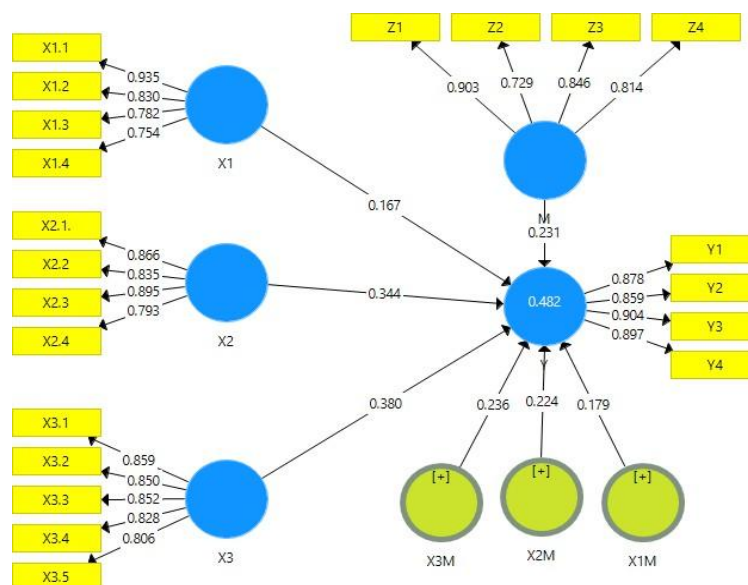 Z1 Z2 Z3 Z4
0.903 0.729 0.846 0.814
M
0.231
X1.1
X1.2
X1.3
X1.4
0.935
0.830
0.782
0.754
X1
0.167
X2.1.
X2.2
X2.3
X2.4
0.866
0.835
0.895
0.793
X2
0.344
X3.1
X3.2
X3.3
X3.4
X3.5
0.859
0.850
0.852
0.828
0.806
X3
0.380
0.482
Y
0.878
0.859
0.904
0.897
Y1
Y2
Y3
Y4
0.236 0.224 0.179
[+] [+] [+]
X3M X2M X1M